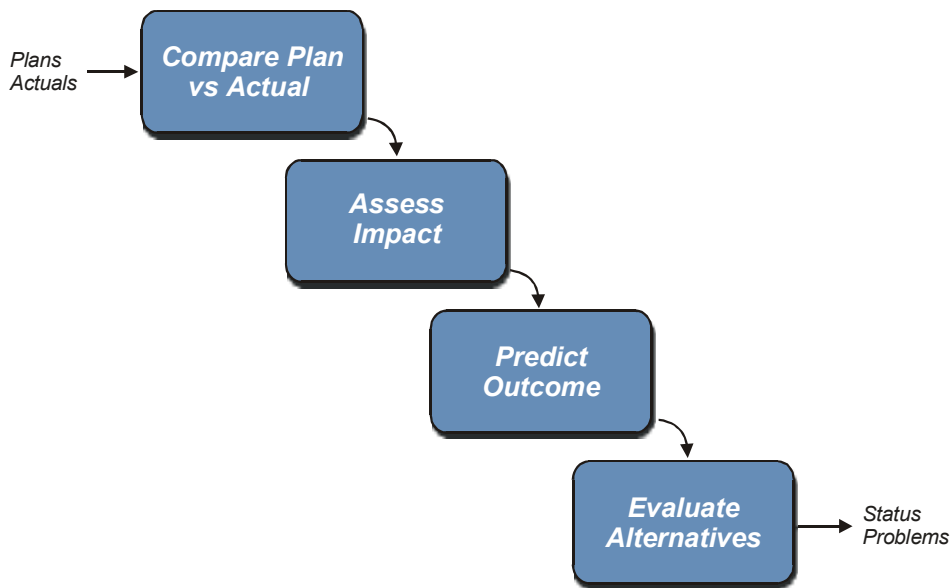 Plans
Actuals
Compare Plan
vs Actual
Assess
Impact
Predict
Outcome
Evaluate
Alternatives
Status
Problems